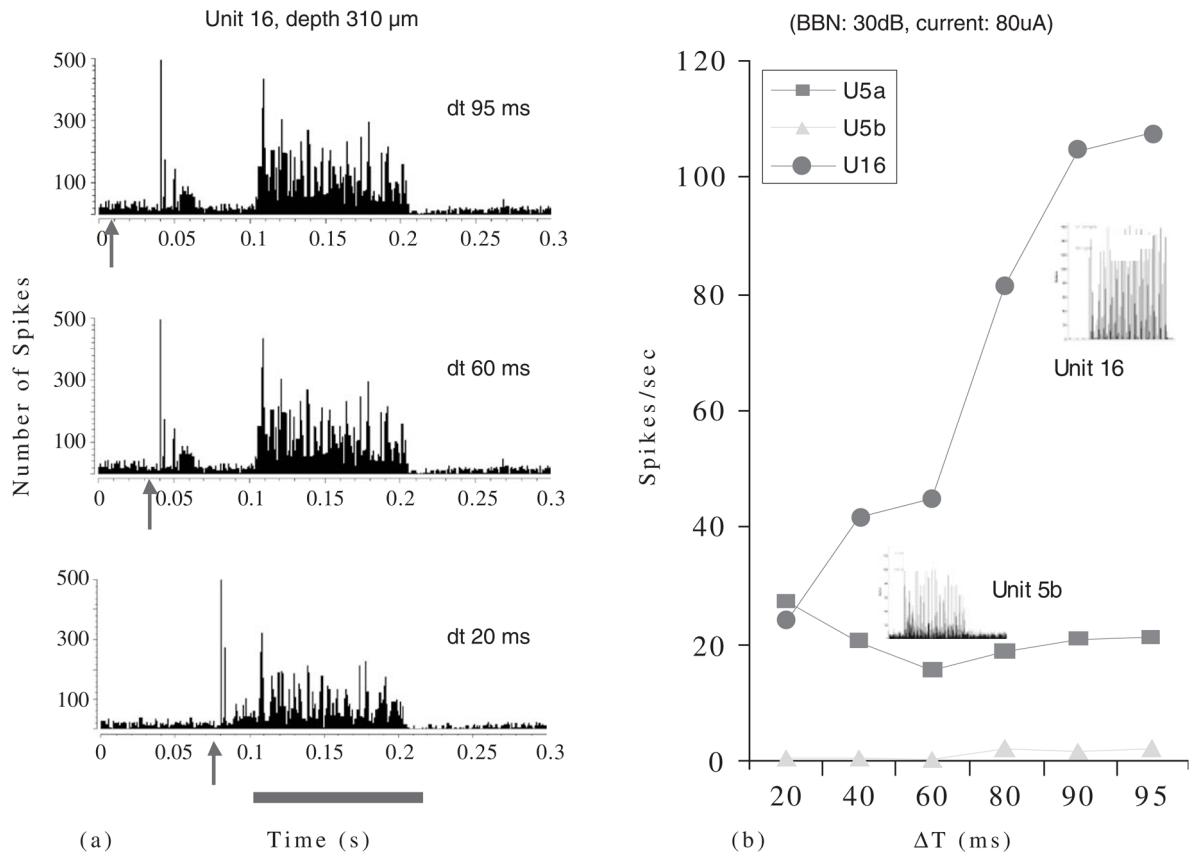 Unit 16, depth 310 µm
Number of Spikes
500
300
100
dt 95 ms
0 0.05 0.1 0.15 0.2 0.25 0.3
500
300
100
dt 60 ms
0 0.05 0.1 0.15 0.2 0.25 0.3
500
300
100
dt 20 ms
0 0.05 0.1 0.15 0.2 0.25 0.3
(a) Time (s)
(BBN: 30dB, current: 80uA)
Spikes/sec
120
100
80
60
40
20
0
U5a
U5b
U16
Unit 16
Unit 5b
20 40 60 80 90 95
(b) ΔT (ms)